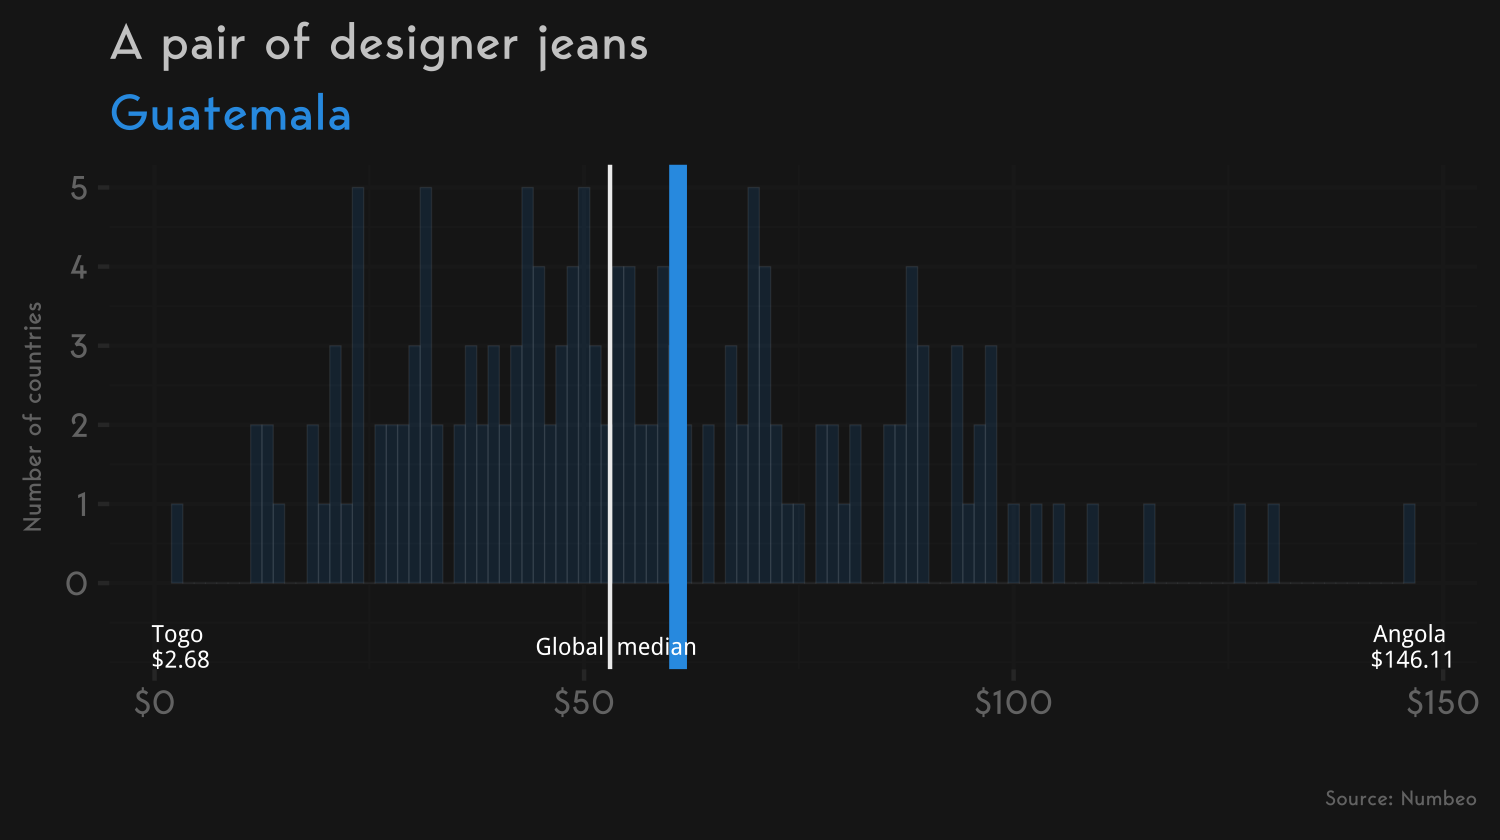 A pair of designer jeans
Guatemala
Number of countries
5
4
3
2
1
0
Togo
$2.68
Global median
Angola
$146.11
$0
$50
$100
$150
Source: Numbeo